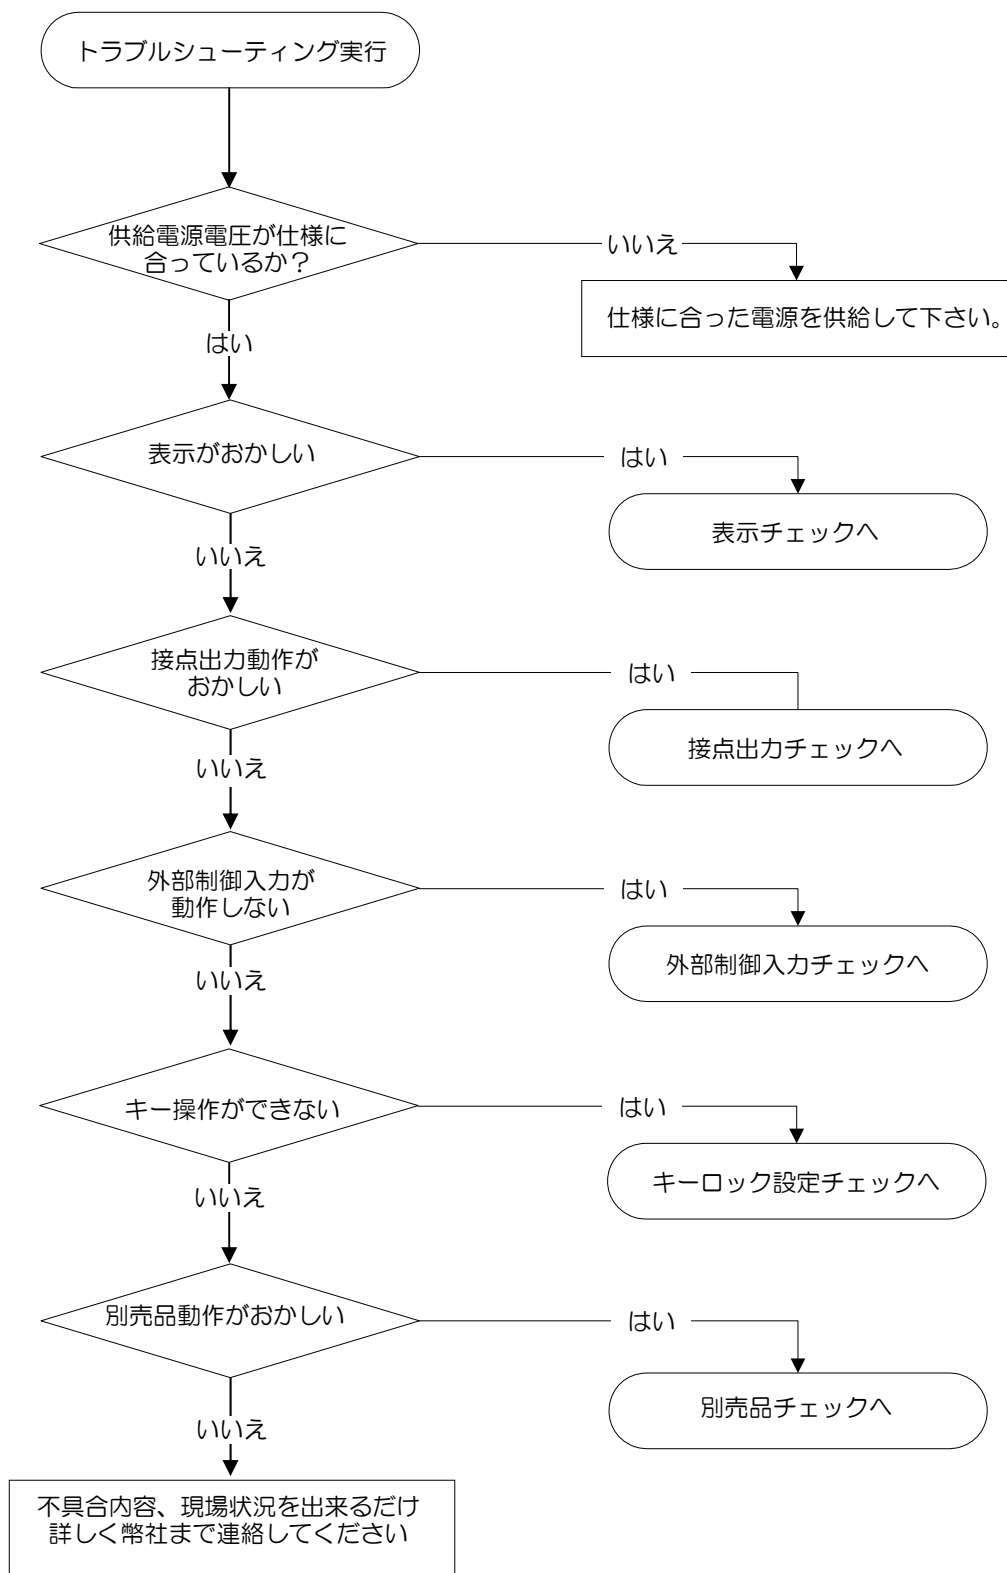 トラブルシューティング実行
供給電源電圧が仕様に
合っているか？
いいえ
仕様に合った電源を供給して下さい。
はい
表示がおかしい
はい
表示チェックへ
いいえ
接点出力動作が
おかしい
はい
接点出力チェックへ
いいえ
外部制御入力が
動作しない
はい
外部制御入力チェックへ
いいえ
キー操作ができない
はい
キーロック設定チェックへ
いいえ
別売品動作がおかしい
はい
別売品チェックへ
いいえ
不具合内容、現場状況を出来るだけ
詳しく幣社まで連絡してください